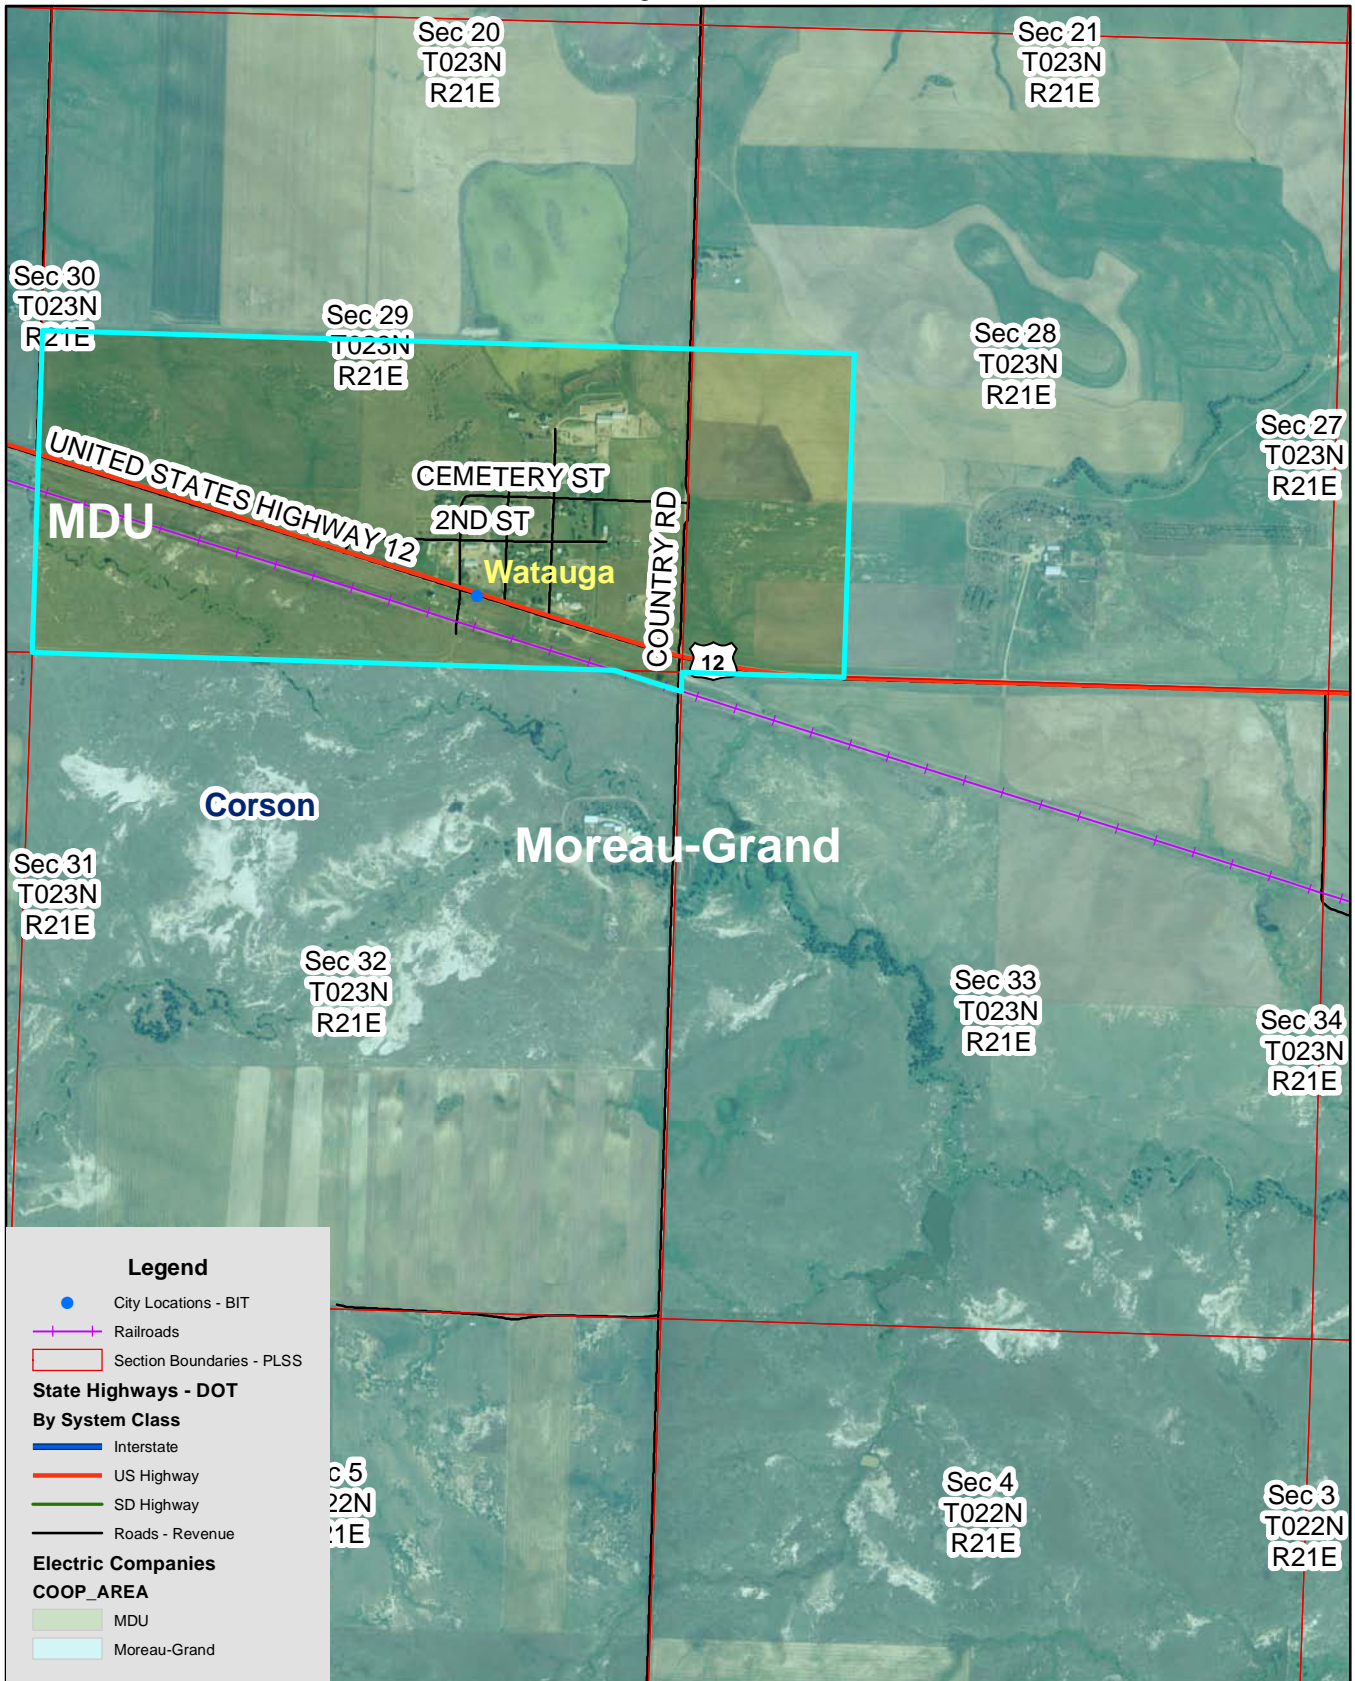 Sec 20
T023N
R21E
Sec 21
T023N
R21E
Sec 30
T023N
R21E
Sec 29
T023N
R21E
Sec 28
T023N
R21E
Sec 27
T023N
R21E
UNITED STATES HIGHWAY 12
MDU
CEMETERY ST
2ND ST
COUNTRY RD
Watauga
12
Corson
Moreau-Grand
Sec 31
T023N
R21E
Sec 32
T023N
R21E
Sec 33
T023N
R21E
Sec 34
T023N
R21E
c 5
22N
21E
Sec 4
T022N
R21E
Sec 3
T022N
R21E
Legend
City Locations - BIT
Railroads
Section Boundaries - PLSS
State Highways - DOT
By System Class
Interstate
US Highway
SD Highway
Roads - Revenue
Electric Companies
COOP_AREA
MDU
Moreau-Grand